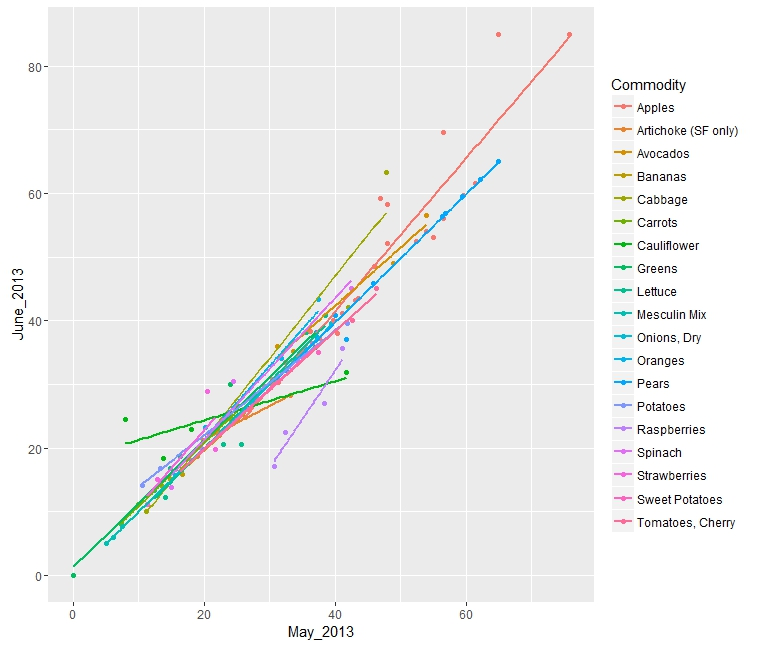 80
60
40
20
0
June_2013
0 20 40 60
May_2013
Commodity
Apples
Artichoke (SF only)
Avocados
Bananas
Cabbage
Carrots
Cauliflower
Greens
Lettuce
Mesculin Mix
Onions, Dry
Oranges
Pears
Potatoes
Raspberries
Spinach
Strawberries
Sweet Potatoes
Tomatoes, Cherry